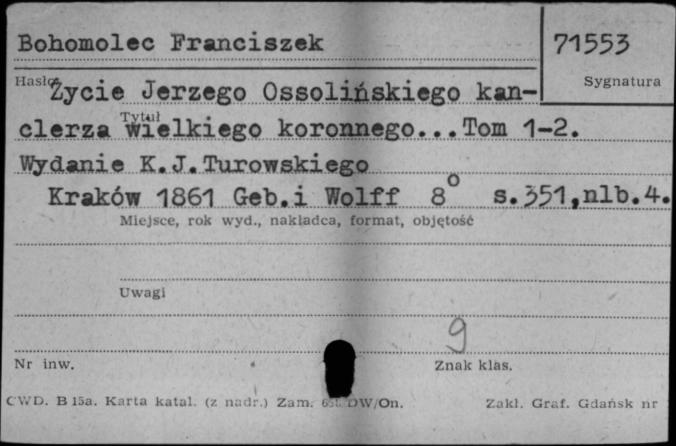 Bohomolec Franciszek
71553
Hasło
Sygnatura
Życie Jerzego Ossolińskiego kan-
Tytuł
clerza wielkiego koronnego...Tom 1-2.
Wydanie K.J.Turowskiego
Kraków 1861 Geb.i Wolff 8° s.351,nlb.4.
Miejsce, rok wyd., nakładca, format, objętość
Uwagi
9
Nr inw.
Znak klas.
CWD. B 15a. Karta katal. (z nadr.) Zam. DW/On.
Zakł. Graf. Gdańsk nr